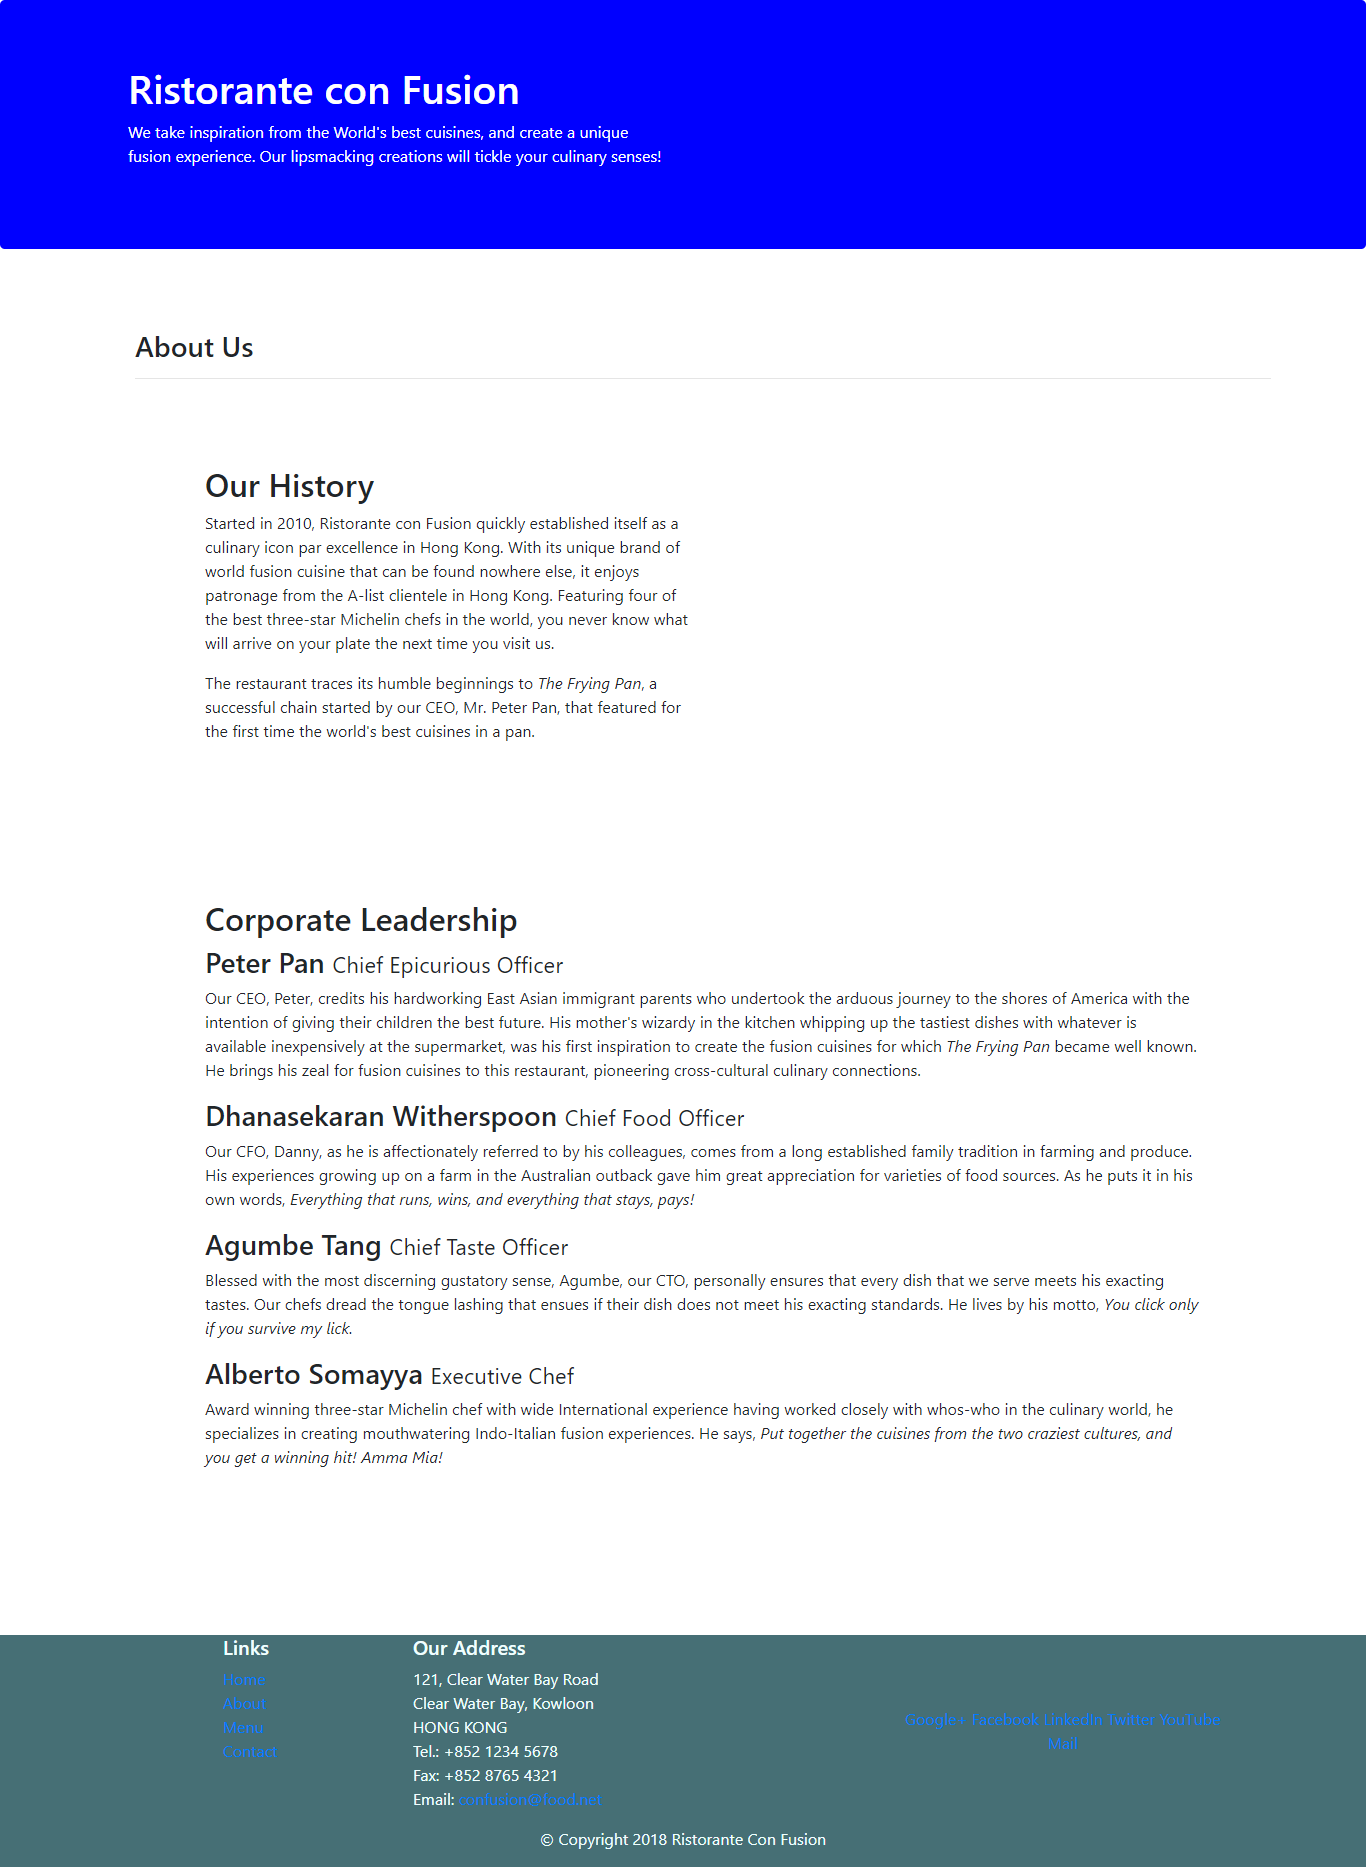 Ristorante con Fusion
We take inspiration from the World's best cuisines, and create a unique
fusion experience. Our lipsmacking creations will tickle your culinary senses!
About Us
Our History
Started in 2010, Ristorante con Fusion quickly established itself as a
culinary icon par excellence in Hong Kong. With its unique brand of
world fusion cuisine that can be found nowhere else, it enjoys
patronage from the A-list clientele in Hong Kong. Featuring four of
the best three-star Michelin chefs in the world, you never know what
will arrive on your plate the next time you visit us.
The restaurant traces its humble beginnings to The Frying Pan, a
successful chain started by our CEO, Mr. Peter Pan, that featured for
the first time the world's best cuisines in a pan.
Corporate Leadership
Peter Pan Chief Epicurious Officer
Our CEO, Peter, credits his hardworking East Asian immigrant parents who undertook the arduous journey to the shores of America with the
intention of giving their children the best future. His mother's wizardy in the kitchen whipping up the tastiest dishes with whatever is
available inexpensively at the supermarket, was his first inspiration to create the fusion cuisines for which The Frying Pan became well known.
He brings his zeal for fusion cuisines to this restaurant, pioneering cross-cultural culinary connections.
Dhanasekaran Witherspoon Chief Food Officer
Our CFO, Danny, as he is affectionately referred to by his colleagues, comes from a long established family tradition in farming and produce.
His experiences growing up on a farm in the Australian outback gave him great appreciation for varieties of food sources. As he puts it in his
own words, Everything that runs, wins, and everything that stays, pays!
Agumbe Tang Chief Taste Officer
Blessed with the most discerning gustatory sense, Agumbe, our CTO, personally ensures that every dish that we serve meets his exacting
tastes. Our chefs dread the tongue lashing that ensues if their dish does not meet his exacting standards. He lives by his motto, You click only
if you survive my lick.
Alberto Somayya Executive Chef
Award winning three-star Michelin chef with wide International experience having worked closely with whos-who in the culinary world, he
specializes in creating mouthwatering Indo-Italian fusion experiences. He says, Put together the cuisines from the two craziest cultures, and
you get a winning hit! Amma Mia!
Links
Home
About
Menu
Contact
Our Address
121, Clear Water Bay Road
Clear Water Bay, Kowloon
HONG KONG
Tel.: +852 1234 5678
Fax: +852 8765 4321
Email: confusion@food.net
Google+ Facebook LinkedIn Twitter YouTube
Mail
© Copyright 2018 Ristorante Con Fusion